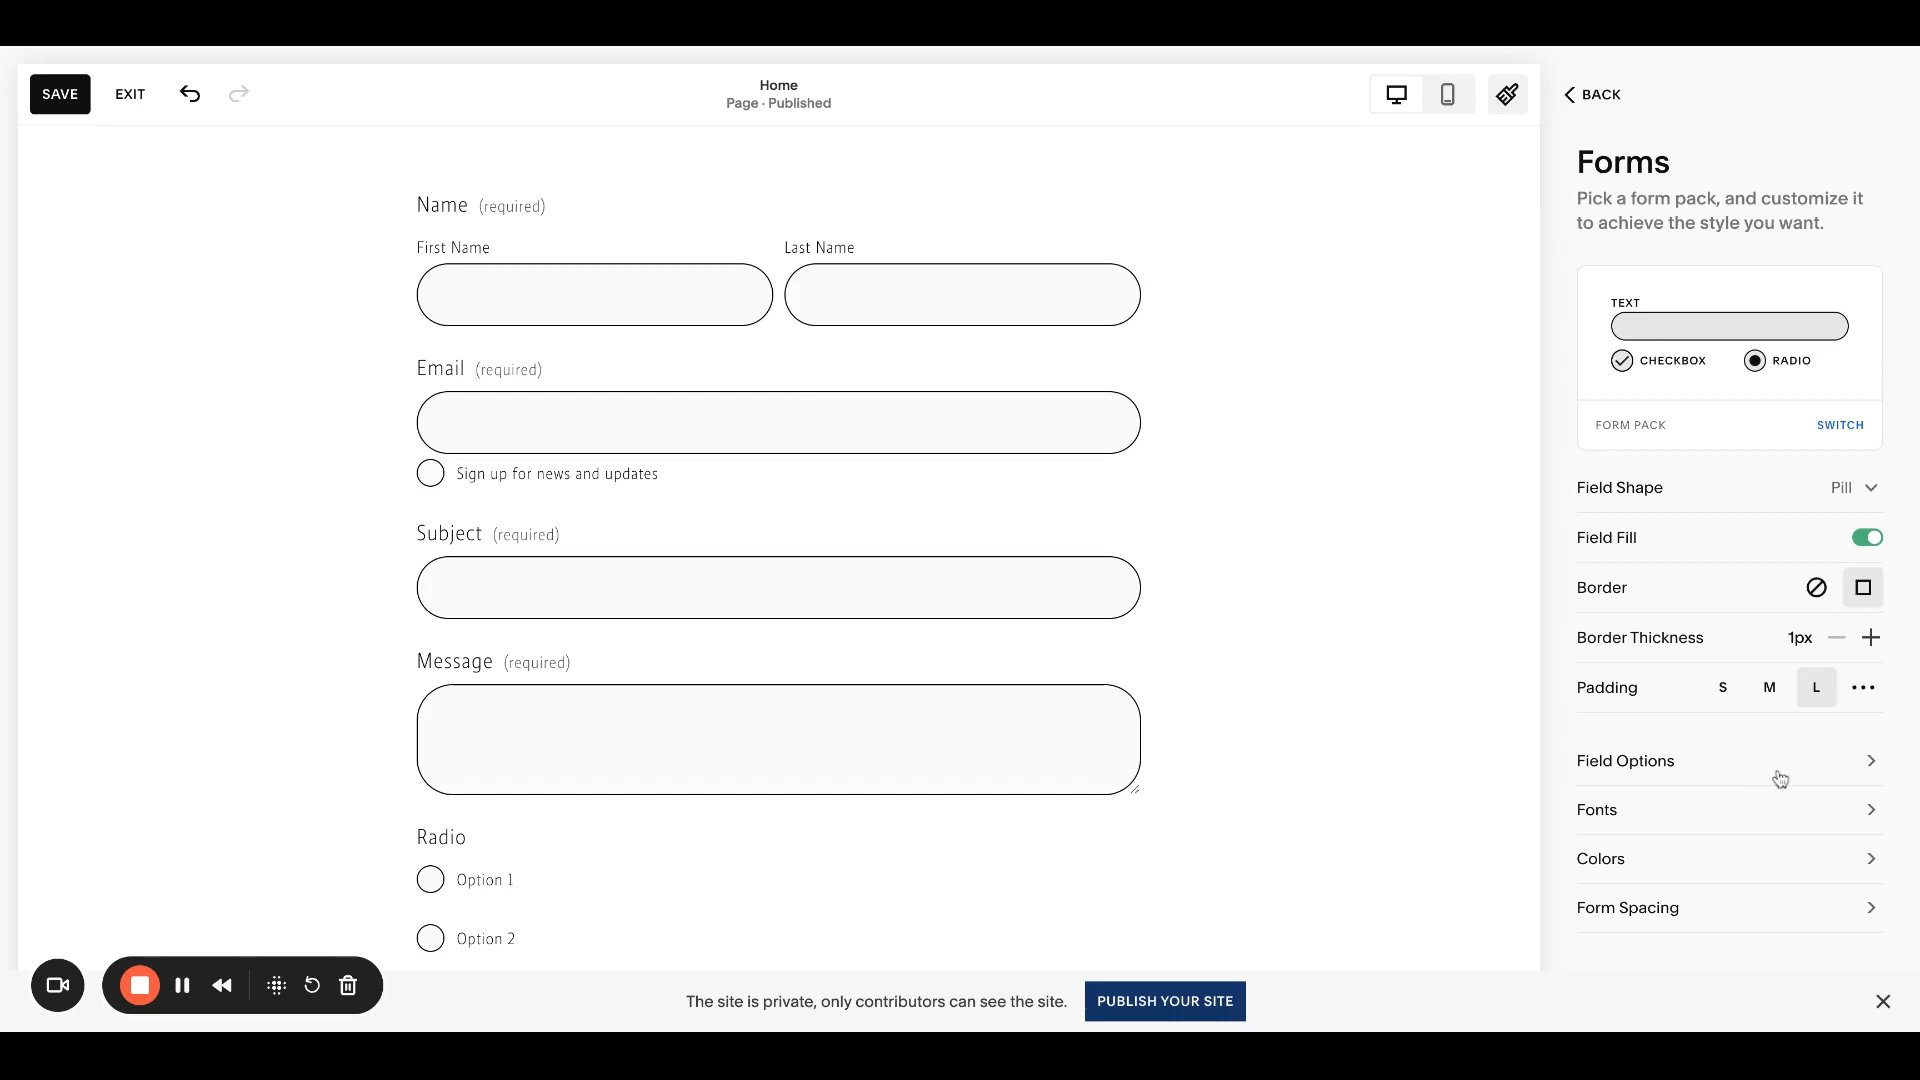 SAVE
EXIT
Home
Page · Published
BACK
Forms
Pick a form pack, and customize it
to achieve the style you want.
TEXT
CHECKBOX
RADIO
FORM PACK
SWITCH
Field Shape
Pill
Field Fill
Border
Border Thickness
1px
Padding
S
M
L
Field Options
Fonts
Colors
Form Spacing
Name (required)
First Name
Last Name
Email (required)
Sign up for news and updates
Subject (required)
Message (required)
Radio
Option 1
Option 2
The site is private, only contributors can see the site.
PUBLISH YOUR SITE